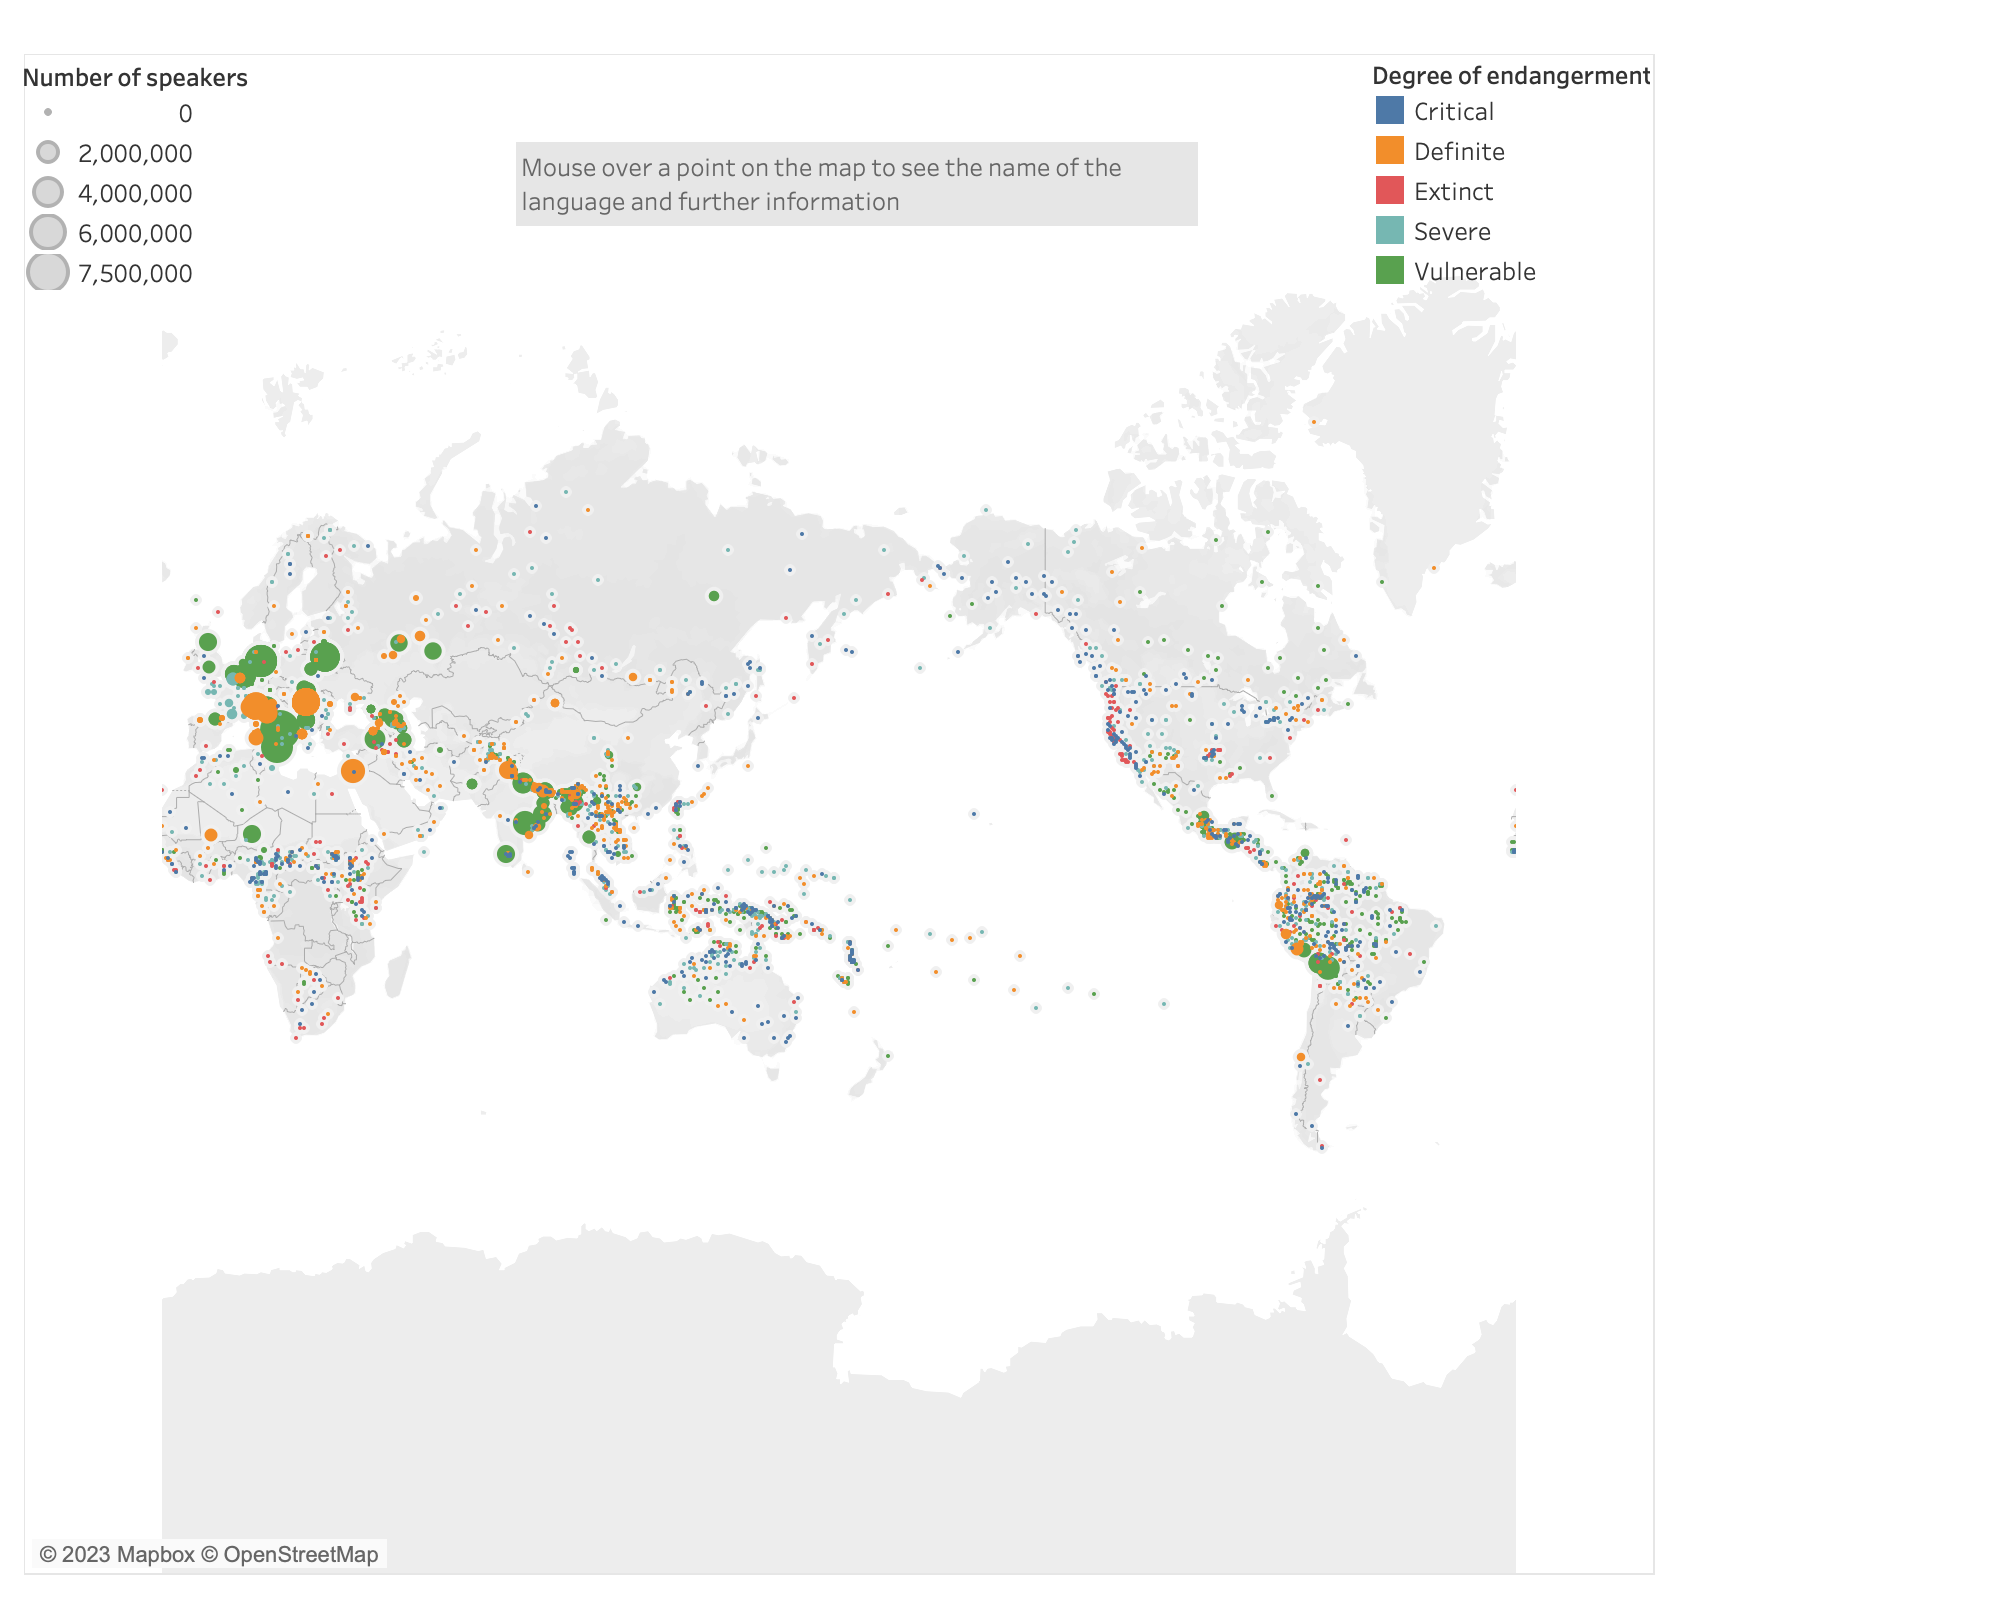 Number of speakers
0
2,000,000
4,000,000
6,000,000
7,500,000
Mouse over a point on the map to see the name of the
language and further information
Degree of endangerment
Critical
Definite
Extinct
Severe
Vulnerable
© 2023 Mapbox © OpenStreetMap